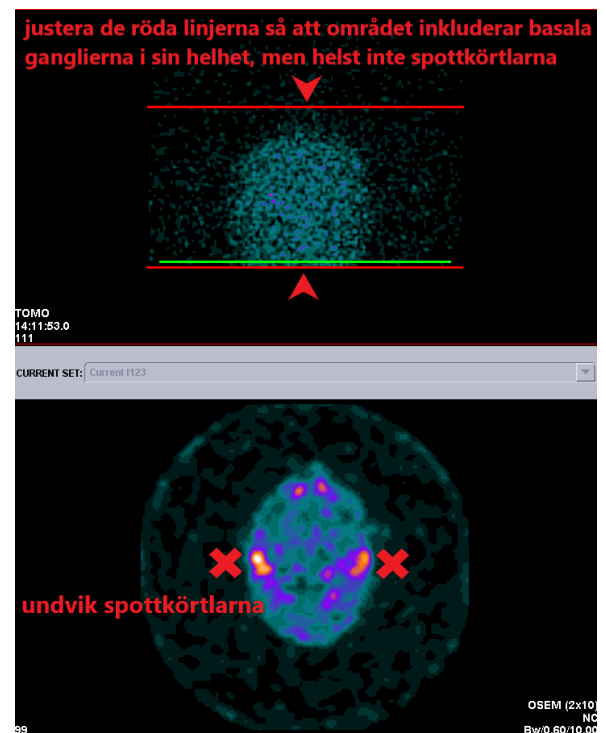 justera de röda linjerna så att området inkluderar basala
ganglierna i sin helhet, men helst inte spottkörtlarna
TOMO
14:11:53.0
111
CURRENT SET: Current I123
undvik spottkörtlarna
OSEM (2x10)
NC
99 Bw/0.60/10.00